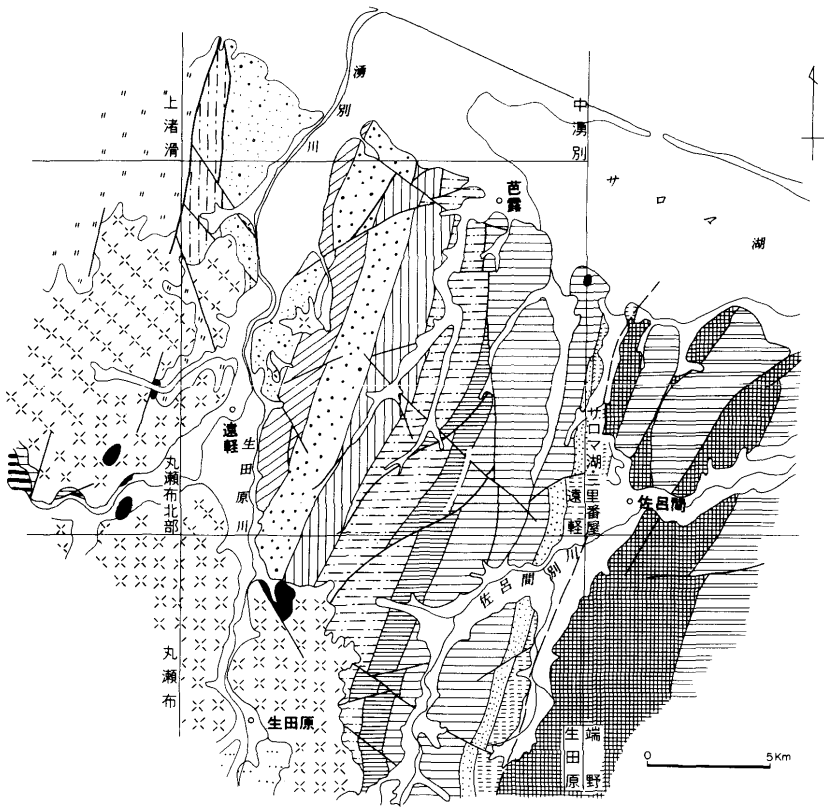 上渚滑
湧別川
中湧別
芭露
サロマ湖
遠軽
生田原川
丸瀬布北部
サロマ湖
三里番屋
遠軽
佐呂間
佐呂間別川
丸瀬布
生田原
生田原
端野
0 5Km